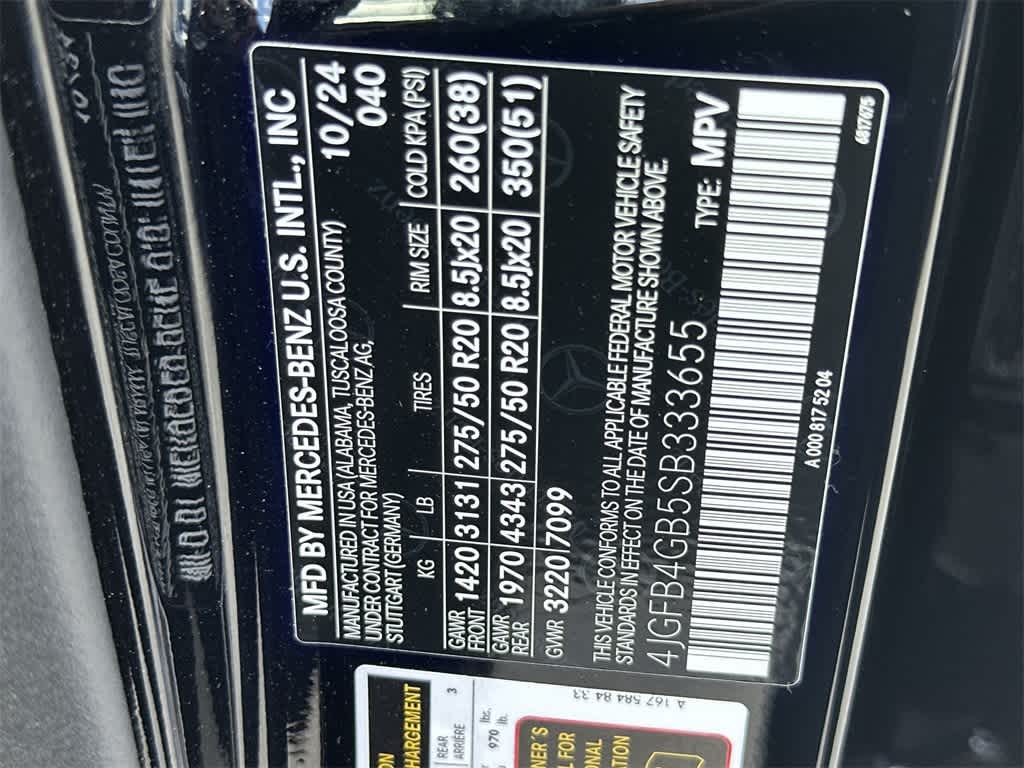 MFD BY MERCEDES-BENZ U.S. INTL., INC
MANUFACTURED IN USA (ALABAMA, TUSCALOOSA COUNTY) 10/24
UNDER CONTRACT FOR MERCEDES-BENZ AG, 040
STUTTGART (GERMANY)
KG LB TIRES RIM SIZE COLD KPA (PSI)
GAWR FRONT 1420 3131 275/50 R20 8.5Jx20 260(38)
GAWR REAR 1970 4343 275/50 R20 8.5Jx20 350(51)
GVWR 3220 7099
THIS VEHICLE CONFORMS TO ALL APPLICABLE FEDERAL MOTOR VEHICLE SAFETY
STANDARDS IN EFFECT ON THE DATE OF MANUFACTURE SHOWN ABOVE.
4JGFB4GB5SB333655 TYPE: MPV
A 000 817 52 04
CHARGEMENT
REAR 3
ARRIÈRE
970 lbs.
lb.
A 167 584 84 33